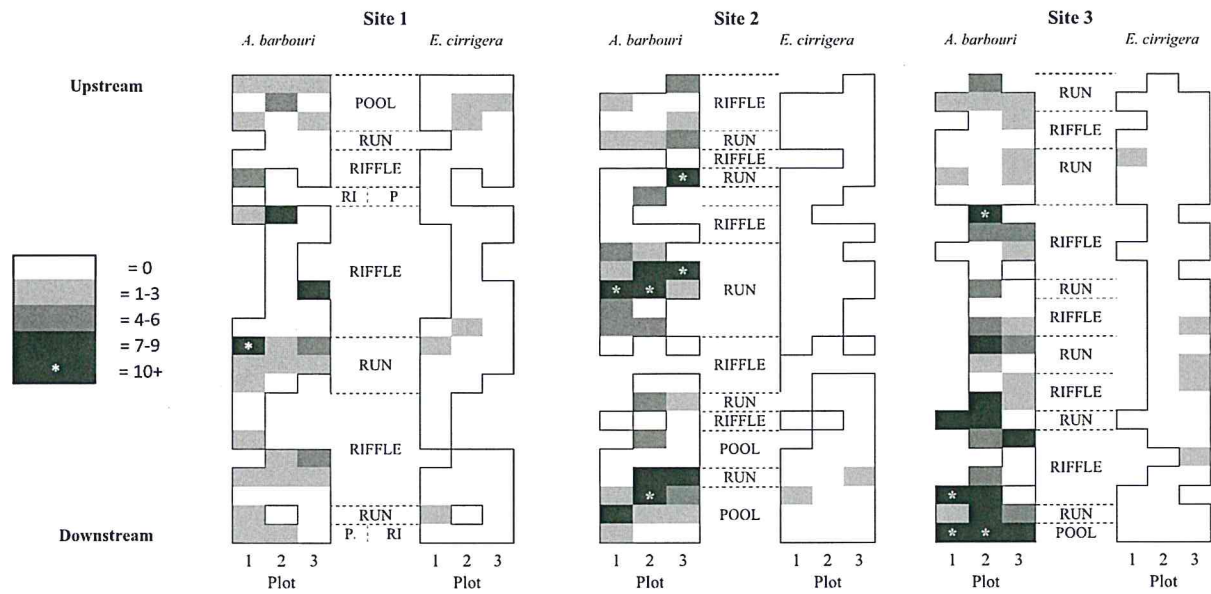 Site 1 Site 2 Site 3
A. barbouri E. cirrigera A. barbouri E. cirrigera A. barbouri E. cirrigera
Upstream
Downstream
= 0
= 1-3
= 4-6
= 7-9
* = 10+
POOL
RUN
RIFFLE
RI P
RIFFLE
* RUN
RIFFLE
RUN
P. RI
1 2 3 1 2 3
Plot Plot
RIFFLE
RUN
RIFFLE
* RUN
RIFFLE
*
* * RUN
RIFFLE
RUN
RIFFLE
POOL
RUN
*
POOL
1 2 3 1 2 3
Plot Plot
RUN
RIFFLE
RUN
*
RIFFLE
RUN
RIFFLE
RUN
RIFFLE
RUN
RIFFLE
*
RUN
* * POOL
1 2 3 1 2 3
Plot Plot